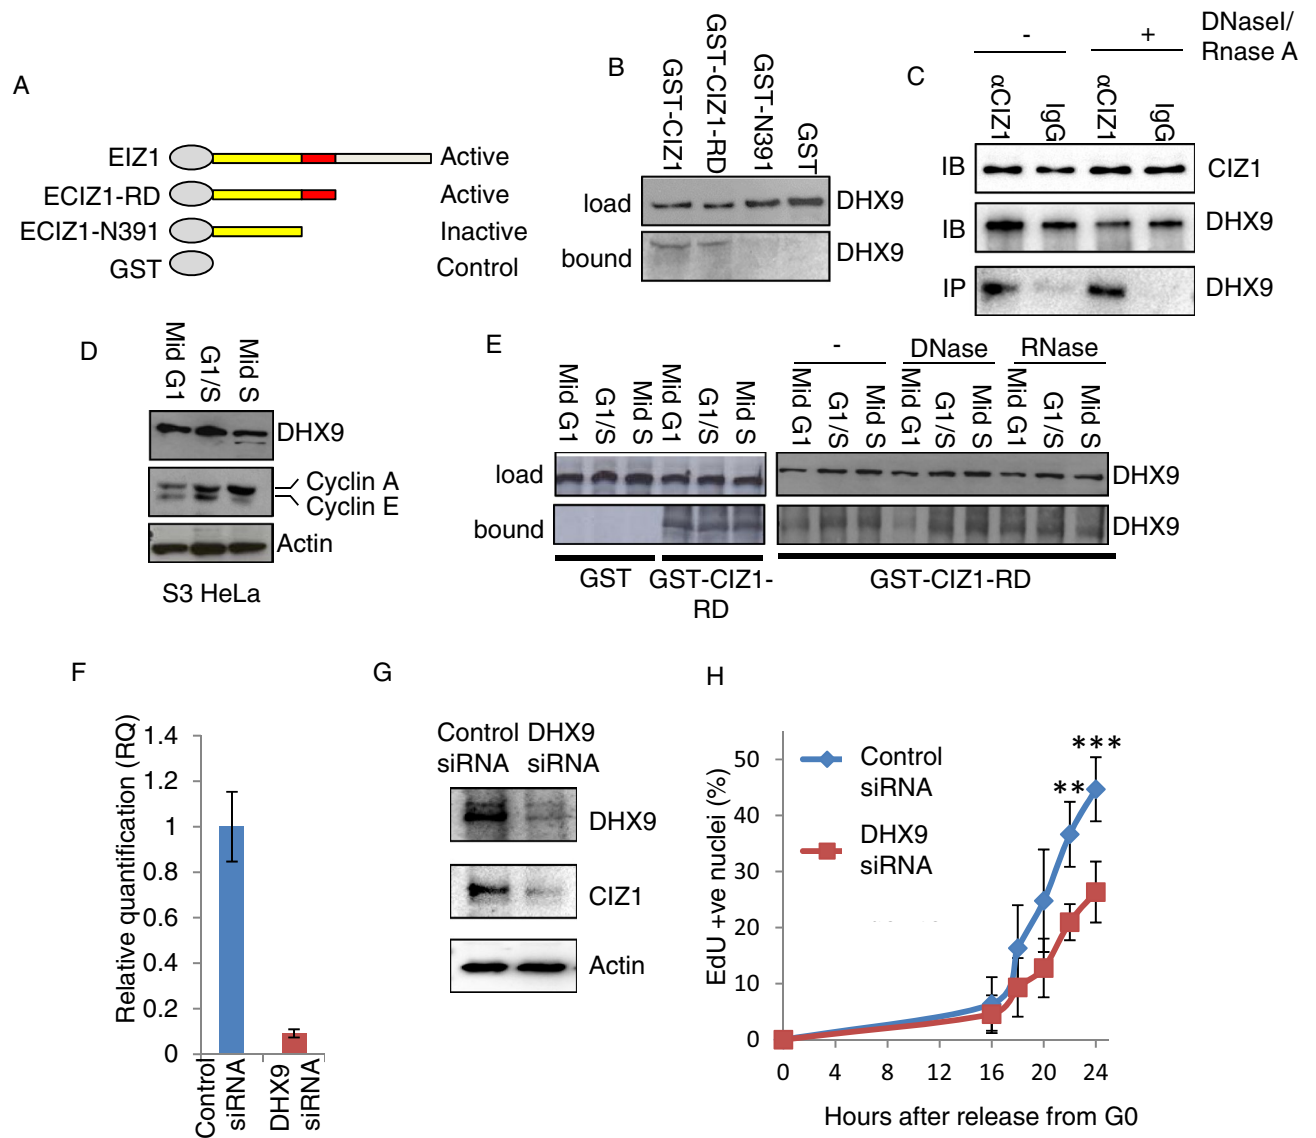 A
EIZ1 Active
ECIZ1-RD Active
ECIZ1-N391 Inactive
GST Control
B
GST-CIZ1
GST-CIZ1-RD
GST-N391
GST
load DHX9
bound DHX9
C
- + DNaseI/
Rnase A
αCIZ1 IgG αCIZ1 IgG
IB CIZ1
IB DHX9
IP DHX9
D
Mid G1 G1/S Mid S
DHX9
Cyclin A
Cyclin E
Actin
S3 HeLa
E
- DNase RNase
Mid G1 G1/S Mid S Mid G1 G1/S Mid S Mid G1 G1/S Mid S Mid G1 G1/S Mid S Mid G1 G1/S Mid S
load DHX9
bound DHX9
GST GST-CIZ1-
RD
GST-CIZ1-RD
F
Relative quantification (RQ)
1.4
1.2
1
0.8
0.6
0.4
0.2
0
Control
siRNA
DHX9
siRNA
G
Control DHX9
siRNA siRNA
DHX9
CIZ1
Actin
H
EdU +ve nuclei (%)
50
40
30
20
10
0
Control
siRNA
DHX9
siRNA
**
***
0 4 8 12 16 20 24
Hours after release from G0